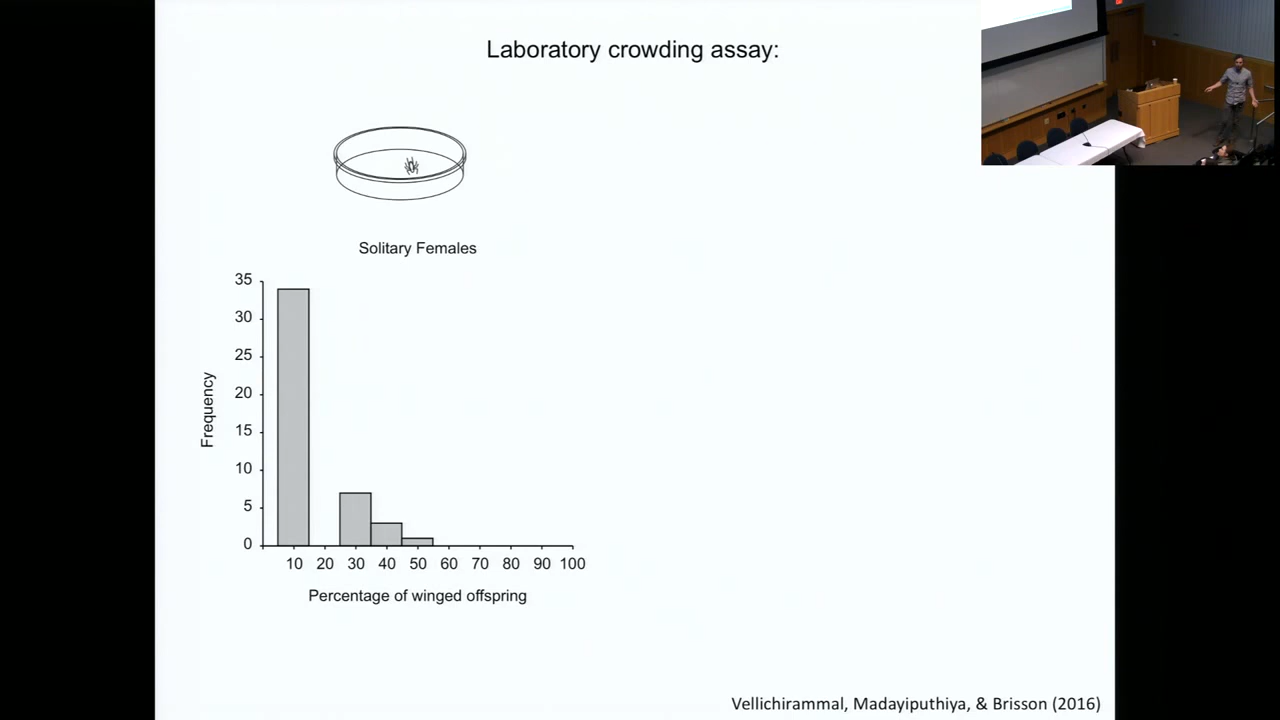 Laboratory crowding assay:
Solitary Females
35
30
25
20
15
10
5
0
Frequency
10 20 30 40 50 60 70 80 90 100
Percentage of winged offspring
Vellichirammal, Madayiputhiya, & Brisson (2016)